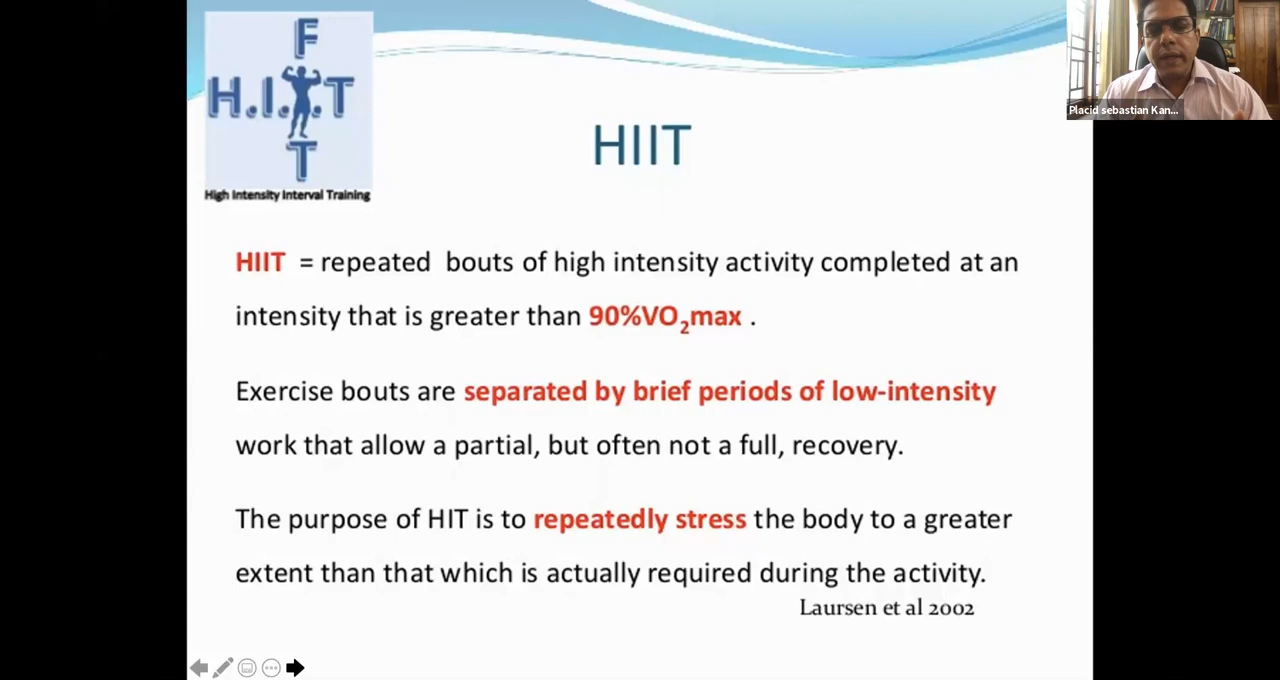 F
H.I.I.T
T
High Intensity Interval Training
Placid sebastian Kan...
HIIT
HIIT = repeated bouts of high intensity activity completed at an
intensity that is greater than 90%VO₂max .
Exercise bouts are separated by brief periods of low-intensity
work that allow a partial, but often not a full, recovery.
The purpose of HIT is to repeatedly stress the body to a greater
extent than that which is actually required during the activity.
Laursen et al 2002